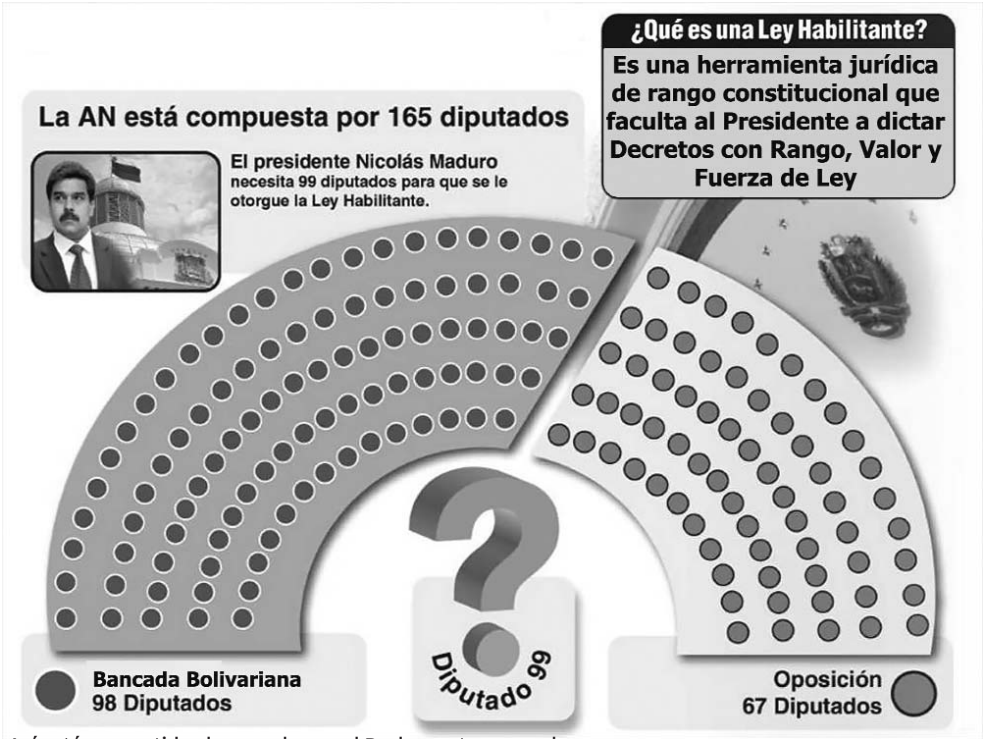 ¿Qué es una Ley Habilitante?
Es una herramienta jurídica
de rango constitucional que
faculta al Presidente a dictar
Decretos con Rango, Valor y
Fuerza de Ley
La AN está compuesta por 165 diputados
El presidente Nicolás Maduro
necesita 99 diputados para que se le
otorgue la Ley Habilitante.
Diputado 99
Bancada Bolivariana
98 Diputados
Oposición
67 Diputados